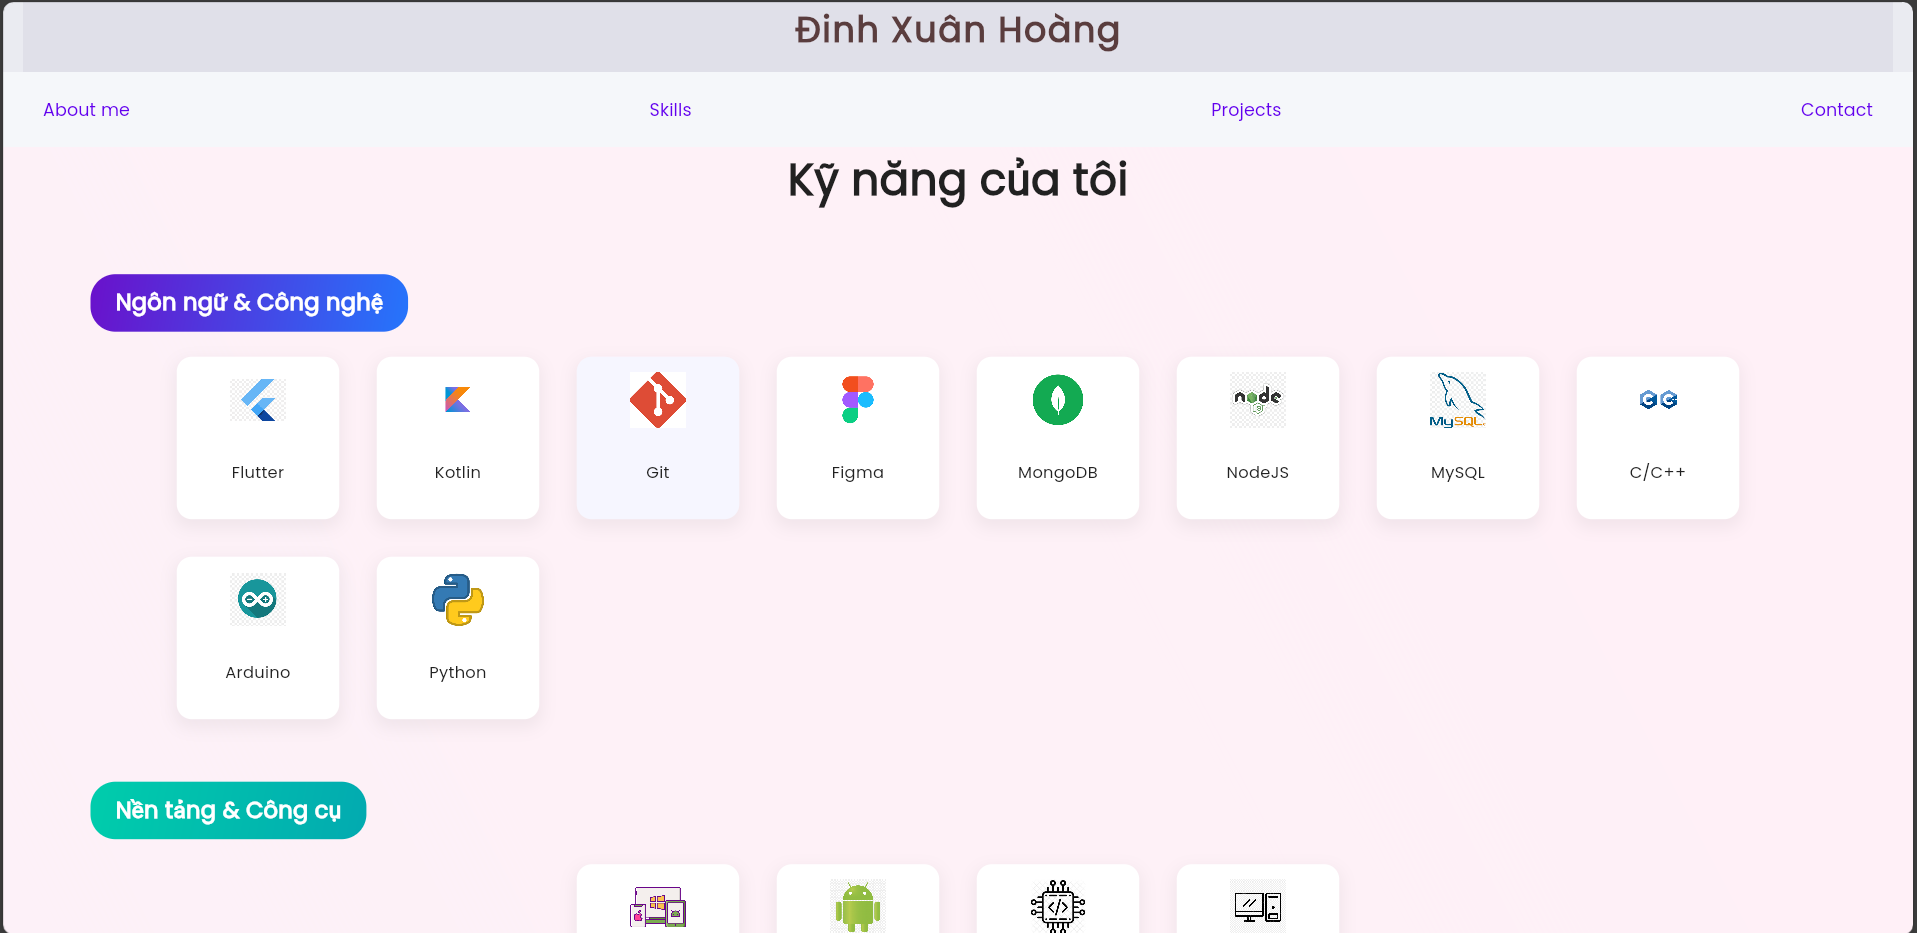 Đinh Xuân Hoàng
About me Skills Projects Contact
Kỹ năng của tôi
Ngôn ngữ & Công nghệ
node MySQL
Flutter Kotlin Git Figma MongoDB NodeJS MySQL C/C++
Arduino Python
Nền tảng & Công cụ